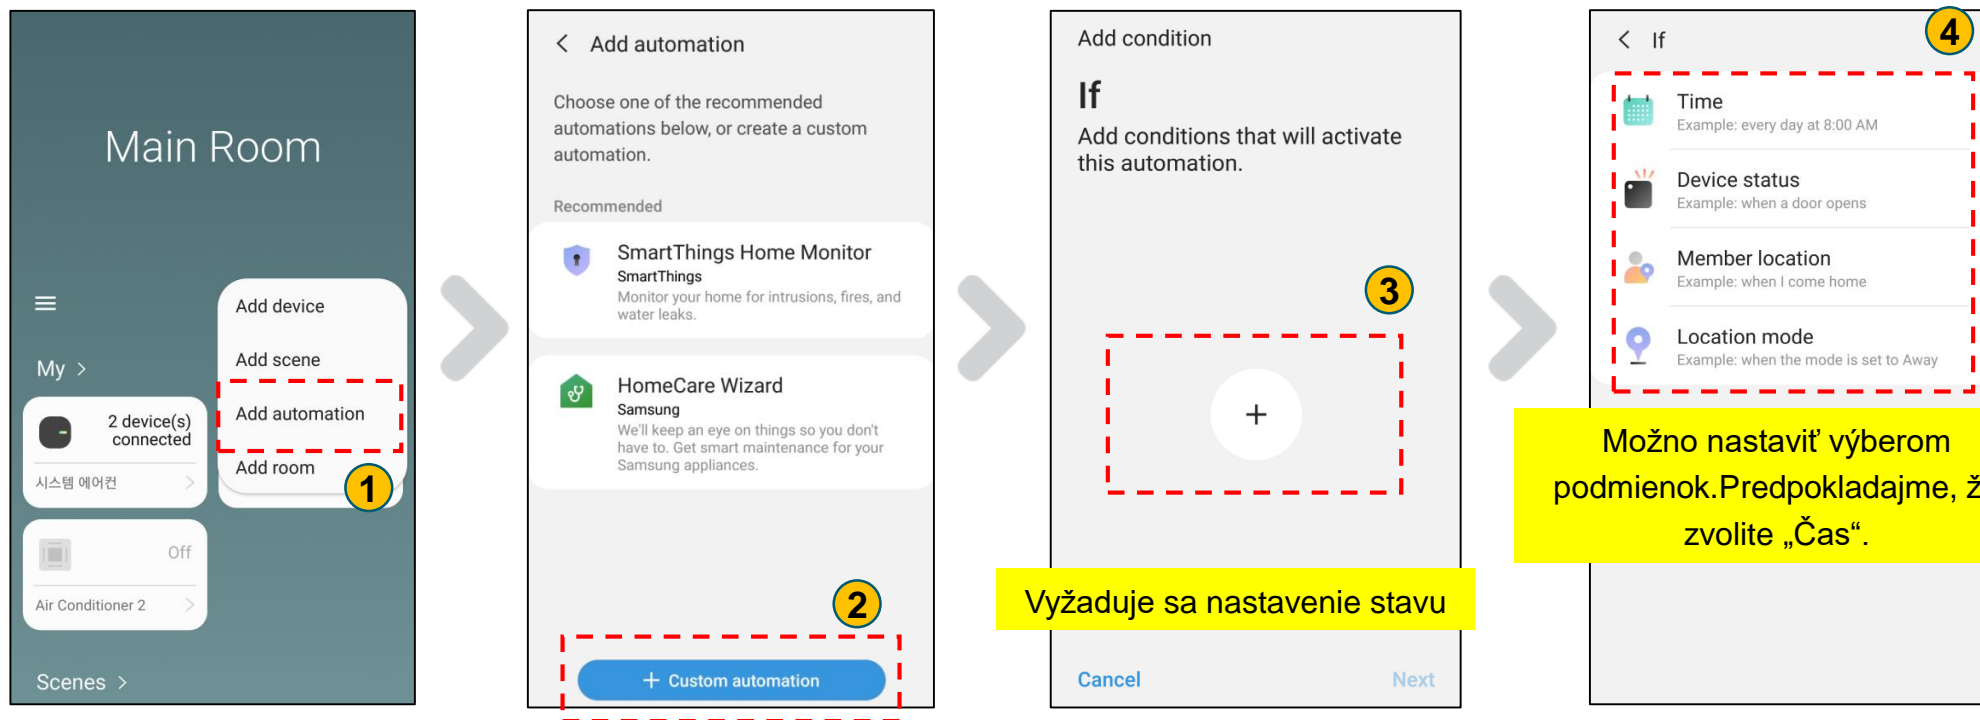 Main Room
Add device
Add scene
Add automation
Add room
1
My >
2 device(s)
connected
시스템 에어컨 >
Off
Air Conditioner 2 >
Scenes >
< Add automation
Choose one of the recommended
automations below, or create a custom
automation.
Recommended
SmartThings Home Monitor
SmartThings
Monitor your home for intrusions, fires, and
water leaks.
HomeCare Wizard
Samsung
We'll keep an eye on things so you don't
have to. Get smart maintenance for your
Samsung appliances.
2
+ Custom automation
Add condition
If
Add conditions that will activate
this automation.
3
+
Vyžaduje sa nastavenie stavu
Cancel
Next
< If
4
Time
Example: every day at 8:00 AM
Device status
Example: when a door opens
Member location
Example: when I come home
Location mode
Example: when the mode is set to Away
Možno nastaviť výberom
podmienok.Predpokladajme, ž
zvolite „Čas“.